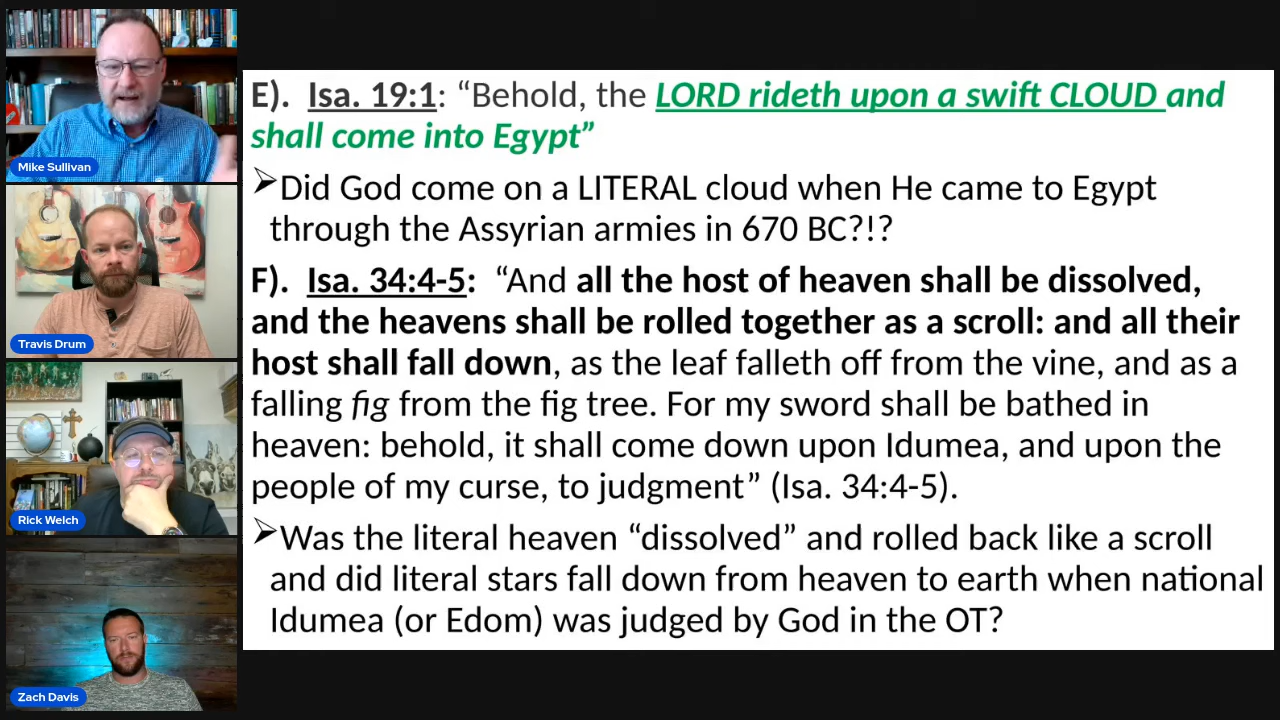 Mike Sullivan
Travis Drum
Rick Welch
Zach Davis
E). Isa. 19:1: “Behold, the LORD rideth upon a swift CLOUD and
shall come into Egypt”
➢Did God come on a LITERAL cloud when He came to Egypt
through the Assyrian armies in 670 BC?!?
F). Isa. 34:4-5: “And all the host of heaven shall be dissolved,
and the heavens shall be rolled together as a scroll: and all their
host shall fall down, as the leaf falleth off from the vine, and as a
falling fig from the fig tree. For my sword shall be bathed in
heaven: behold, it shall come down upon Idumea, and upon the
people of my curse, to judgment” (Isa. 34:4-5).
➢Was the literal heaven “dissolved” and rolled back like a scroll
and did literal stars fall down from heaven to earth when national
Idumea (or Edom) was judged by God in the OT?